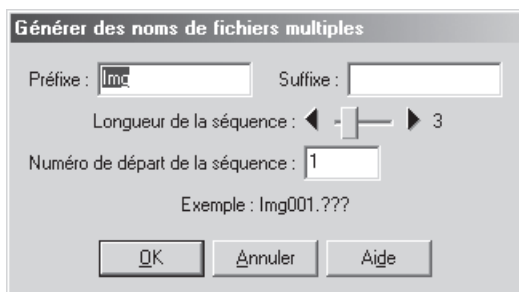 Générer des noms de fichiers multiples
Préfixe : Img Suffixe :
Longueur de la séquence : 3
Numéro de départ de la séquence : 1
Exemple : Img001.???
OK Annuler Aide